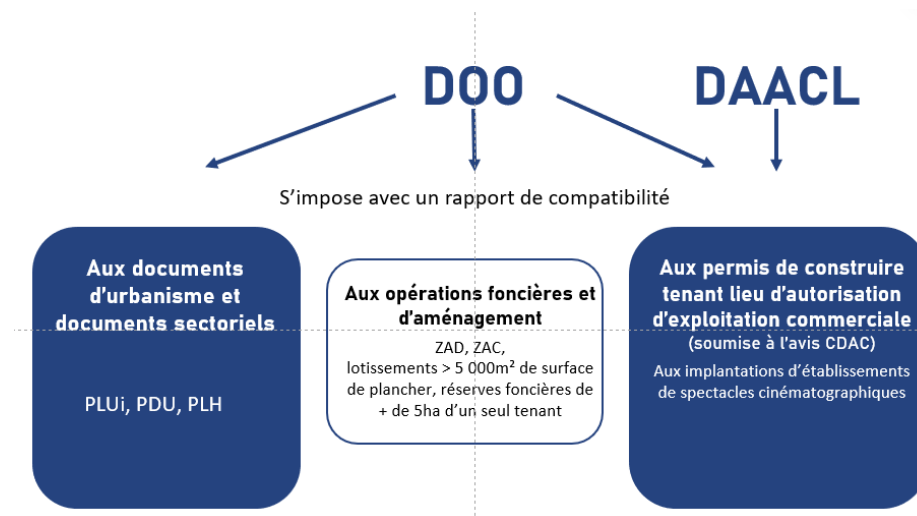 DOO
DAACL
S'impose avec un rapport de compatibilité
Aux documents
d'urbanisme et
documents sectoriels
PLUi, PDU, PLH
Aux opérations foncières et
d'aménagement
ZAD, ZAC,
lotissements > 5 000m² de surface
de plancher, réserves foncières de
+ de 5ha d'un seul tenant
Aux permis de construire
tenant lieu d'autorisation
d'exploitation commerciale
(soumise à l'avis CDAC)
Aux implantations d'établissements
de spectacles cinématographiques